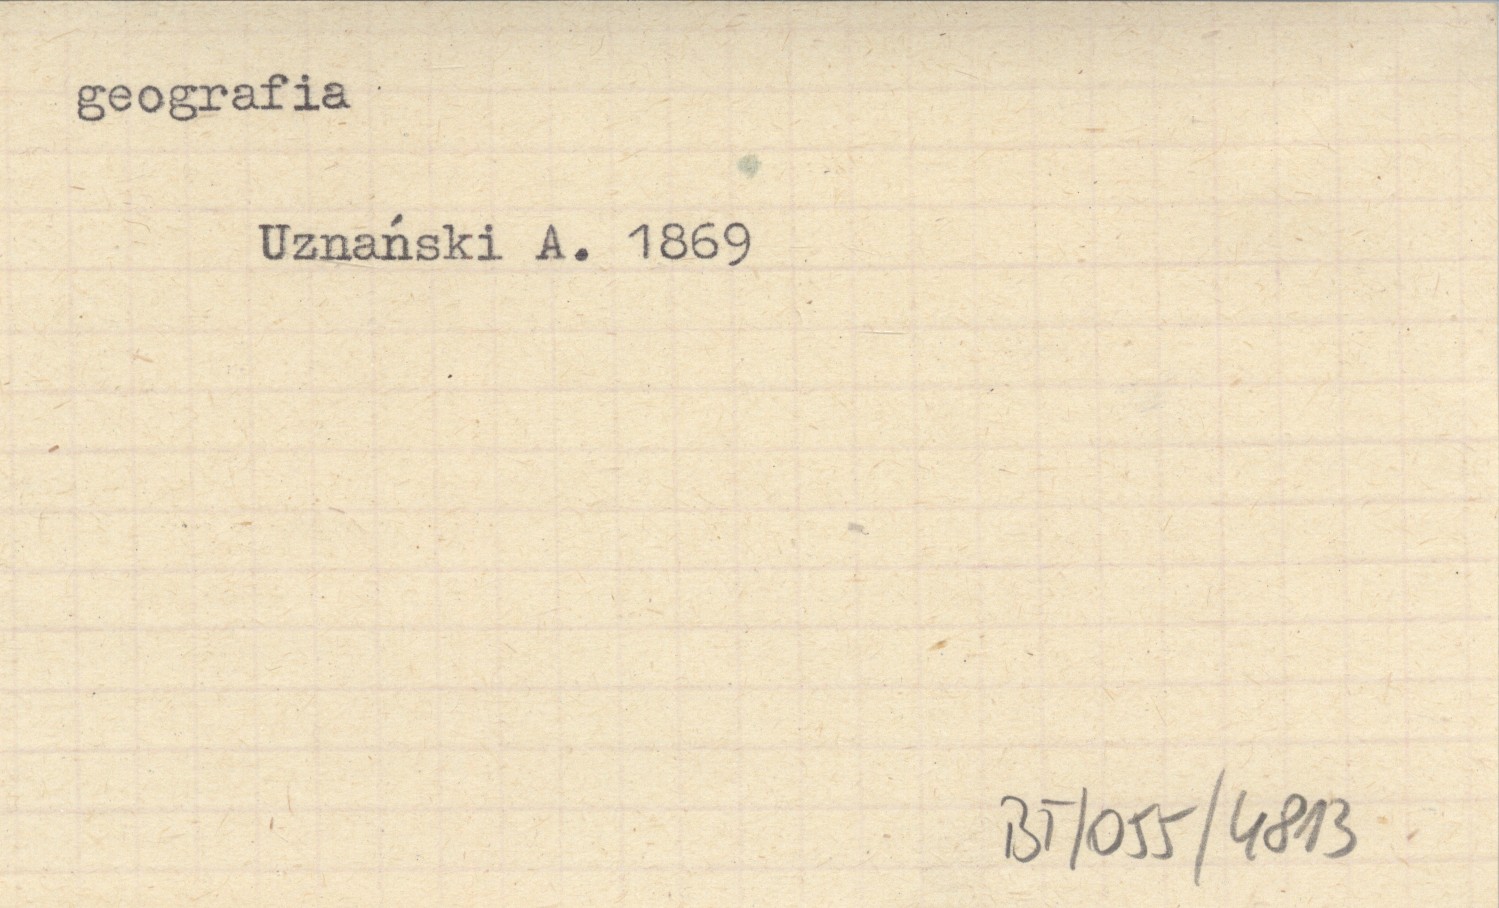 geografia
Uznański A. 1869
BT/055/4813